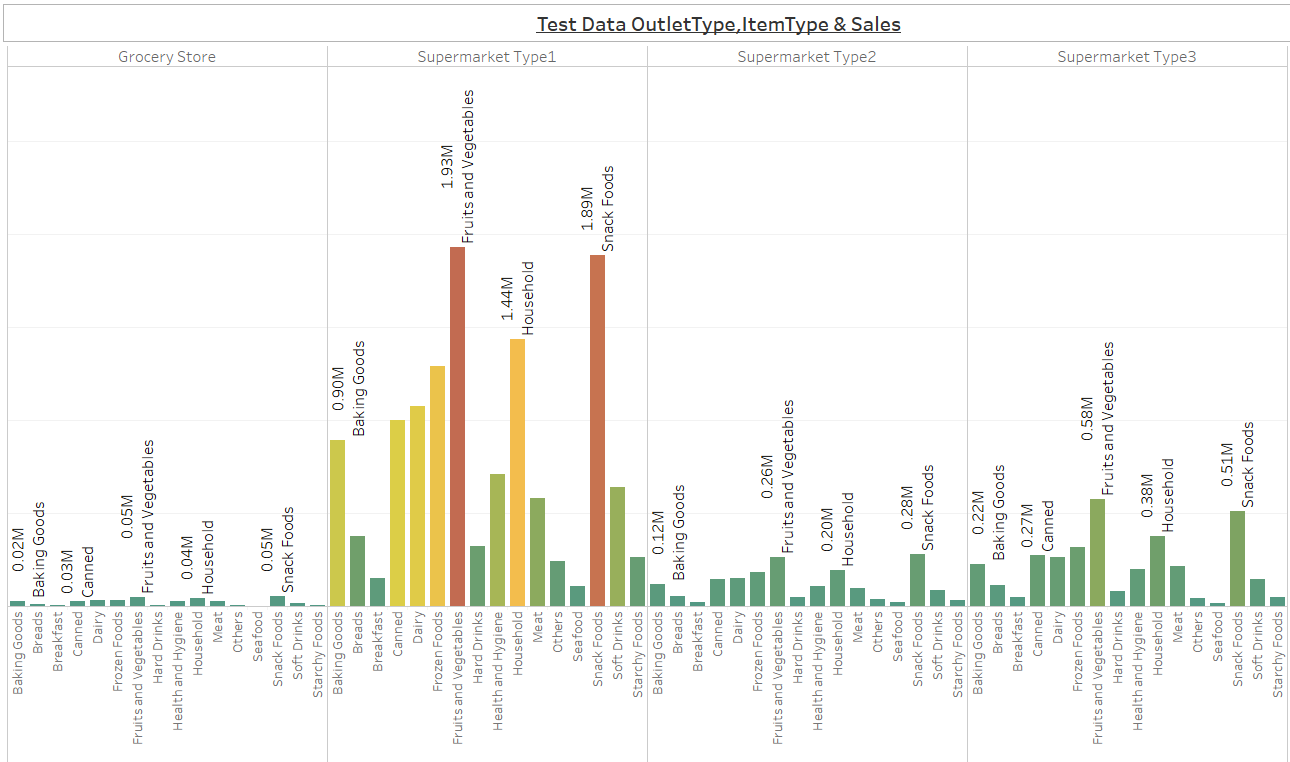 Test Data OutletType,ItemType & Sales
Grocery Store
Supermarket Type1
Supermarket Type2
Supermarket Type3
0.02M
Baking Goods
0.03M
Canned
0.05M
Fruits and Vegetables
0.04M
Household
0.05M
Snack Foods
0.90M
Baking Goods
1.93M
Fruits and Vegetables
1.44M
Household
1.89M
Snack Foods
0.12M
Baking Goods
0.26M
Fruits and Vegetables
0.20M
Household
0.28M
Snack Foods
0.22M
Baking Goods
0.27M
Canned
0.58M
Fruits and Vegetables
0.38M
Household
0.51M
Snack Foods
Baking Goods
Breads
Breakfast
Canned
Dairy
Frozen Foods
Fruits and Vegetables
Hard Drinks
Health and Hygiene
Household
Meat
Others
Seafood
Snack Foods
Soft Drinks
Starchy Foods
Baking Goods
Breads
Breakfast
Canned
Dairy
Frozen Foods
Fruits and Vegetables
Hard Drinks
Health and Hygiene
Household
Meat
Others
Seafood
Snack Foods
Soft Drinks
Starchy Foods
Baking Goods
Breads
Breakfast
Canned
Dairy
Frozen Foods
Fruits and Vegetables
Hard Drinks
Health and Hygiene
Household
Meat
Others
Seafood
Snack Foods
Soft Drinks
Starchy Foods
Baking Goods
Breads
Breakfast
Canned
Dairy
Frozen Foods
Fruits and Vegetables
Hard Drinks
Health and Hygiene
Household
Meat
Others
Seafood
Snack Foods
Soft Drinks
Starchy Foods